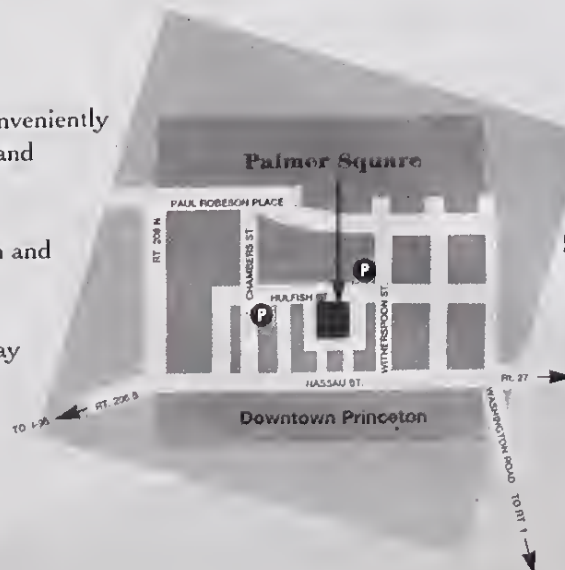 nveniently
and
n and
ay
Palmer Square
PAUL ROBESON PLACE
RT. 206 N
CHAMBERS ST.
P
HULFISH ST.
P
WITHERSPOON ST.
NASSAU ST.
RT. 27
RT. 206 S
TO I-95
Downtown Princeton
WASHINGTON ROAD TO RT 1